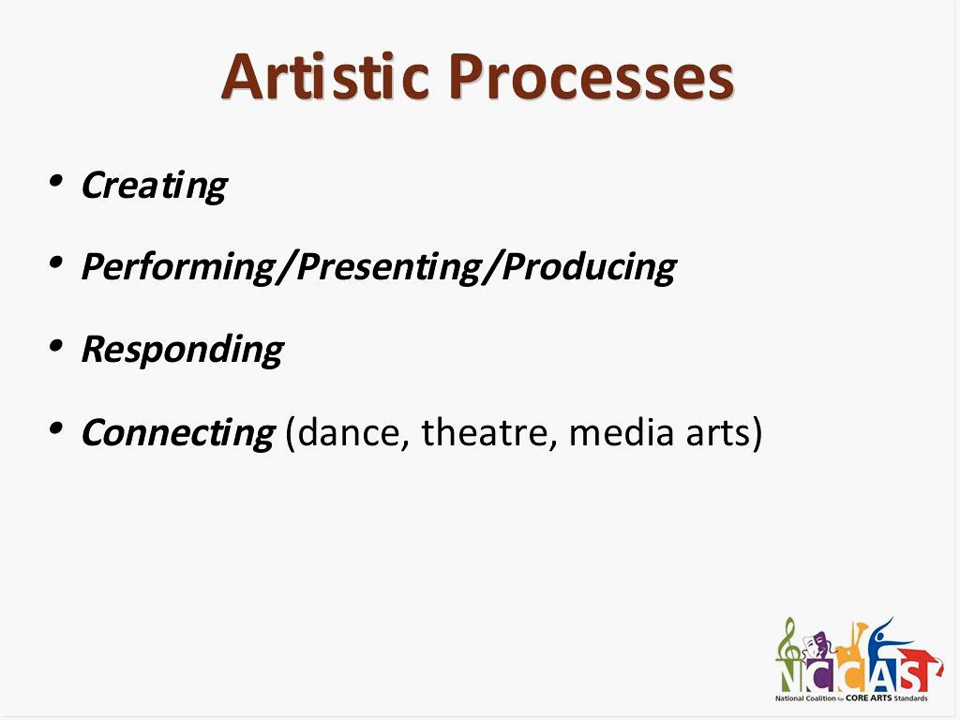 Artistic Processes
• Creating
• Performing/Presenting/Producing
• Responding
• Connecting (dance, theatre, media arts)
NCCAS
National Coalition for CORE ARTS Standards